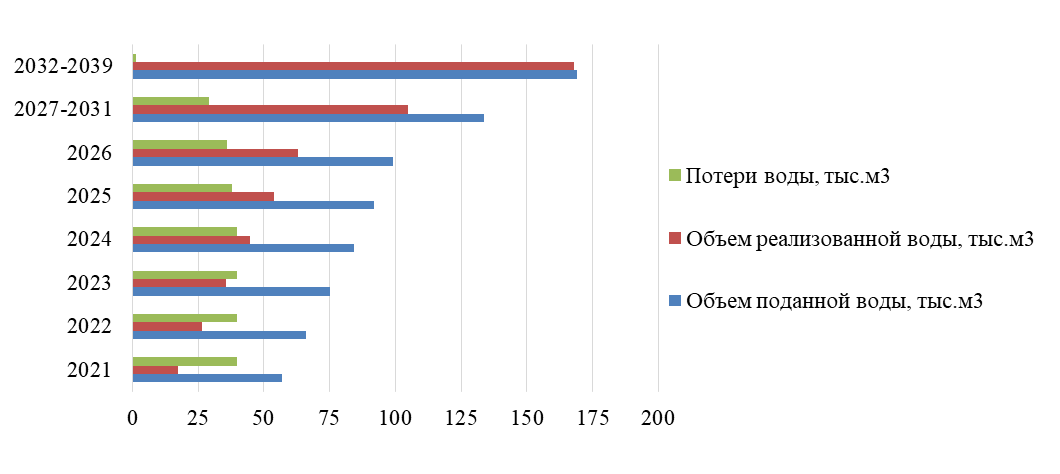 2032-2039
2027-2031
2026
2025
2024
2023
2022
2021
0 25 50 75 100 125 150 175 200
Потери воды, тыс.м3
Объем реализованной воды, тыс.м3
Объем поданной воды, тыс.м3